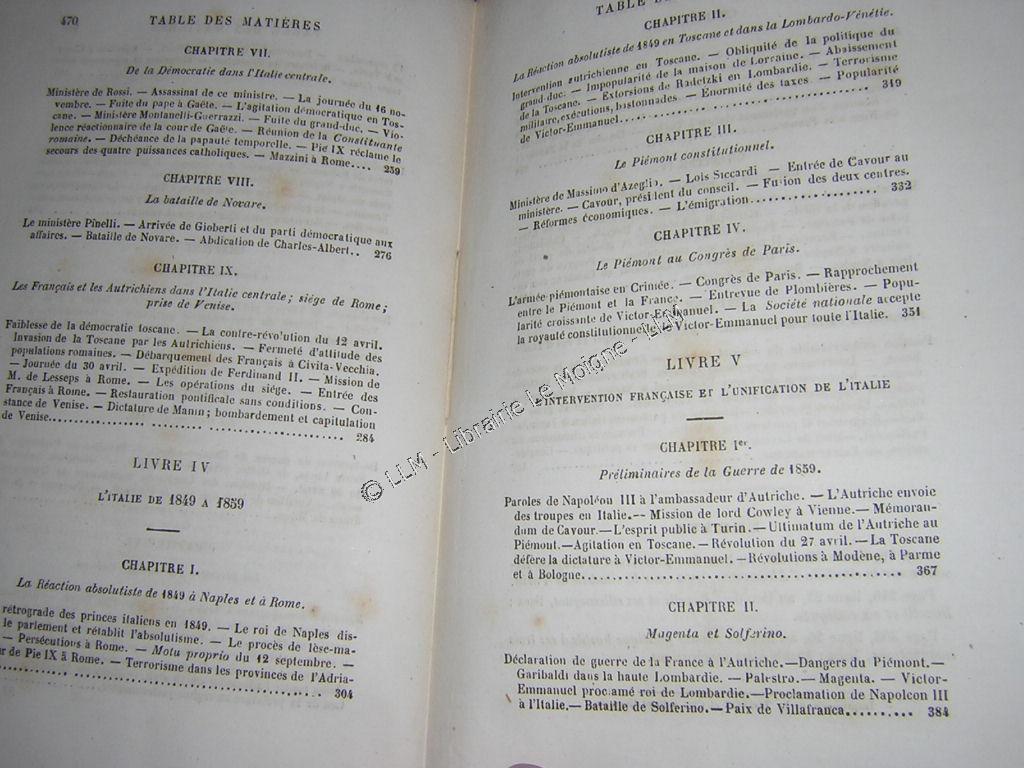 470 TABLE DES MATIÈRES
CHAPITRE VII.
De la Démocratie dans l'Italie centrale.
Ministère de Rossi. — Assassinat de ce ministre. — La journée du 16 no-
vembre. — Fuite du pape à Gaëte. — L'agitation démocratique en Tos-
cane. — Ministère Montanelli-Guerrazzi. — Fuite du grand-duc. — Vio-
lence réactionnaire de la cour de Gaëte. — Réunion de la Constituante
romaine. — Déchéance de la papauté temporelle. — Pie IX réclame le
secours des quatre puissances catholiques. — Mazzini à Rome.... 259
CHAPITRE VIII.
La bataille de Novare.
Le ministère Pinelli. — Arrivée de Gioberti et du parti démocratique aux
affaires. — Bataille de Novare. — Abdication de Charles-Albert.. 276
CHAPITRE IX.
Les Français et les Autrichiens dans l'Italie centrale; siége de Rome;
prise de Venise.
Faiblesse de la démocratie toscane. — La contre-révolution du 12 avril.
Invasion de la Toscane par les Autrichiens. — Fermeté d'attitude des
populations romaines. — Débarquement des Français à Civita-Vecchia.
— Journée du 30 avril. — Expédition de Ferdinand II. — Mission de
M. de Lesseps à Rome. — Les opérations du siége. — Entrée des
Français à Rome. — Restauration pontificale sans conditions. — Con-
stance de Venise. — Dictature de Manin; bombardement et capitulation
de Venise........ 284
LIVRE IV
L'ITALIE DE 1849 A 1859
CHAPITRE I.
La Réaction absolutiste de 1849 à Naples et à Rome.
rétrograde des princes italiens en 1849. — Le roi de Naples dis-
le parlement et rétablit l'absolutisme. — Le procès de lèse-ma-
— Persécutions à Rome. — Motu proprio du 12 septembre. —
r de Pie IX à Rome. — Terrorisme dans les provinces de l'Adria-
........ 304
TABLE DE
CHAPITRE II.
La Réaction absolutiste de 1849 en Toscane et dans la Lombardo-Vénétie.
Intervention autrichienne en Toscane. — Obliquité de la politique du
grand-duc. — Impopularité de la maison de Lorraine. — Abaissement
de la Toscane. — Extorsions de Radetzki en Lombardie. — Terrorisme
militaire, exécutions, bastonnades. — Enormité des taxes — Popularité
de Victor-Emmanuel........ 319
CHAPITRE III.
Le Piémont constitutionnel.
Ministère de Massimo d'Azeglio. — Lois Siccardi — Entrée de Cavour au
ministère. — Cavour, président du conseil. — Fusion des deux centres.
— Réformes économiques. — L'émigration........ 332
CHAPITRE IV.
Le Piémont au Congrès de Paris.
L'armée piémontaise en Crimée. — Congrès de Paris. — Rapprochement
entre le Piémont et la France. — Entrevue de Plombières. — Popu-
larité croissante de Victor-Emmanuel. — La Société nationale accepte
la royauté constitutionnelle de Victor-Emmanuel pour toute l'Italie. 351
LIVRE V
L'INTERVENTION FRANÇAISE ET L'UNIFICATION DE L'ITALIE
CHAPITRE Ier.
Préliminaires de la Guerre de 1859.
Paroles de Napoléon III à l'ambassadeur d'Autriche. — L'Autriche envoie
des troupes en Italie.— Mission de lord Cowley à Vienne.— Mémoran-
dum de Cavour.— L'esprit public à Turin.— Ultimatum de l'Autriche au
Piémont.—Agitation en Toscane. —Révolution du 27 avril.—La Toscane
défère la dictature à Victor-Emmanuel. —Révolutions à Modène, à Parme
et à Bologne........ 367
CHAPITRE II.
Magenta et Solferino.
Déclaration de guerre de la France à l'Autriche.—Dangers du Piémont.—
Garibaldi dans la haute Lombardie. — Palestro.— Magenta. — Victor-
Emmanuel proclamé roi de Lombardie.—Proclamation de Napoléon III
à l'Italie.— Bataille de Solferino.— Paix de Villafranca.......... 384
© LLM - Librairie Le Moigne - LLM